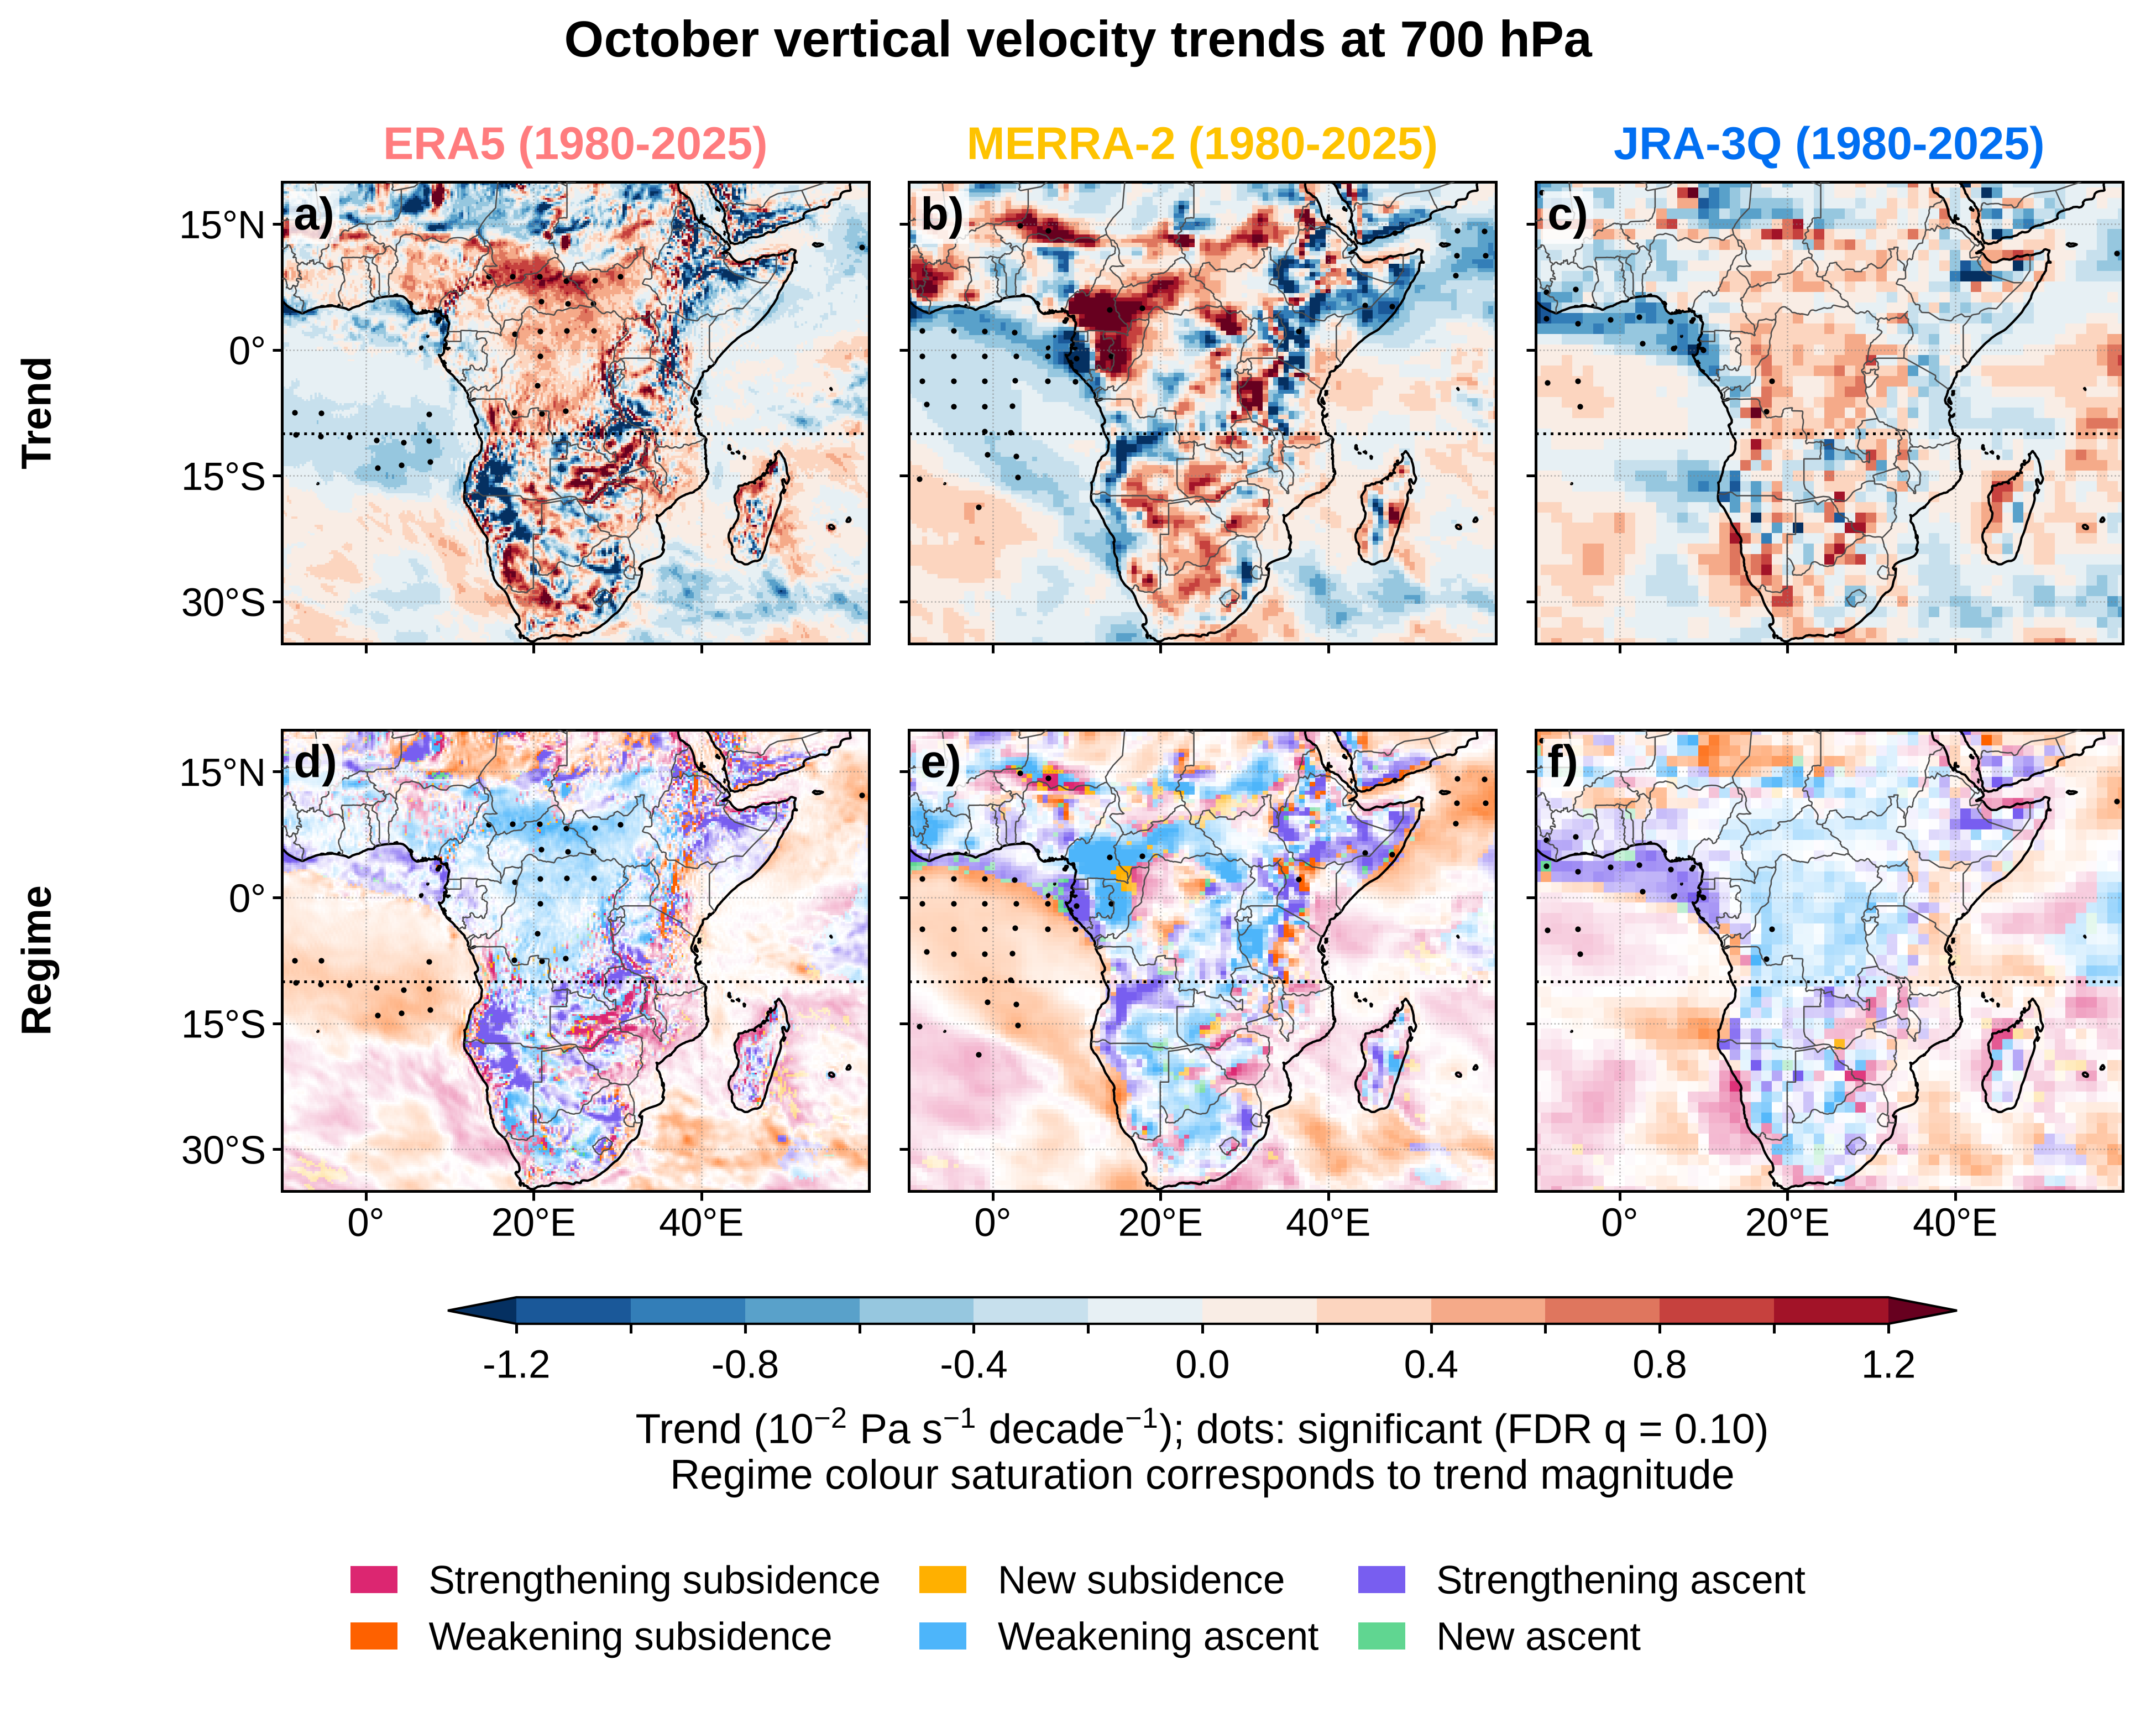 October vertical velocity trends at 700 hPa
ERA5 (1980-2025) MERRA-2 (1980-2025) JRA-3Q (1980-2025)
Trend
a) b) c)
15°N
0°
15°S
30°S
Regime
d) e) f)
15°N
0°
15°S
30°S
0° 20°E 40°E 0° 20°E 40°E 0° 20°E 40°E
-1.2 -0.8 -0.4 0.0 0.4 0.8 1.2
Trend (10⁻² Pa s⁻¹ decade⁻¹); dots: significant (FDR q = 0.10)
Regime colour saturation corresponds to trend magnitude
Strengthening subsidence New subsidence Strengthening ascent
Weakening subsidence Weakening ascent New ascent